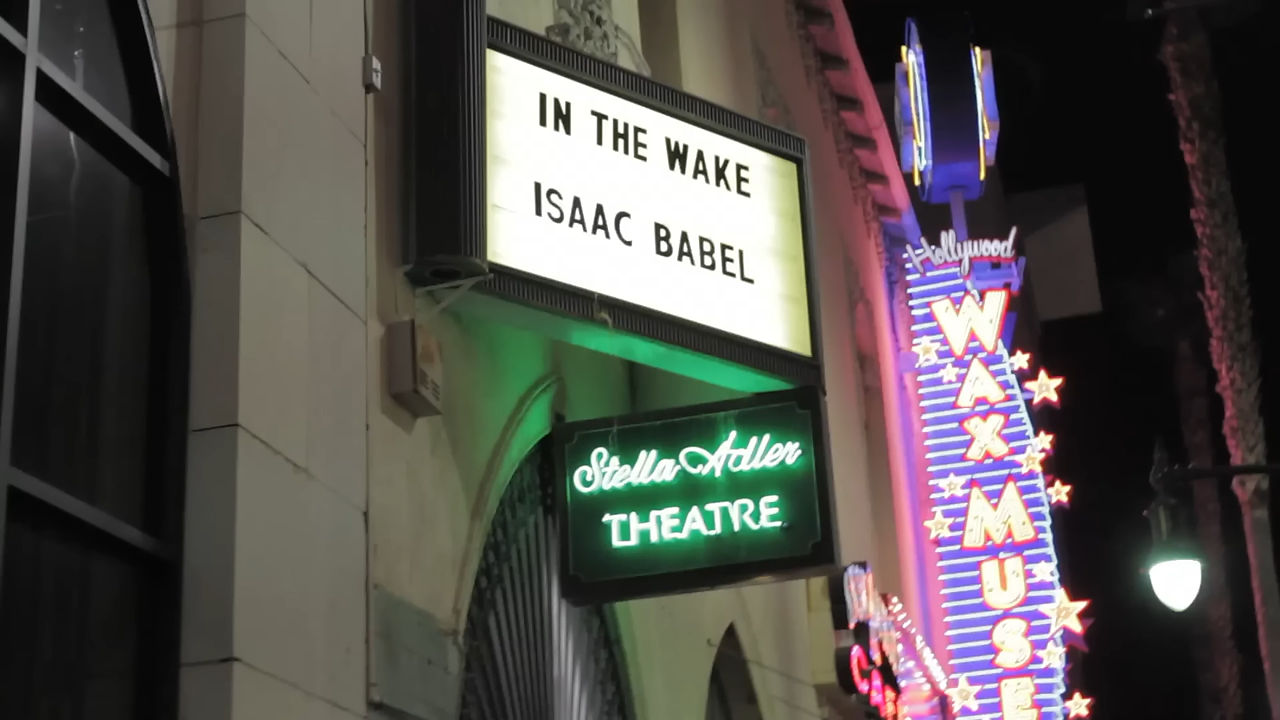 IN THE WAKE
ISAAC BABEL
Stella Adler
THEATRE
Hollywood
WAX MUSE